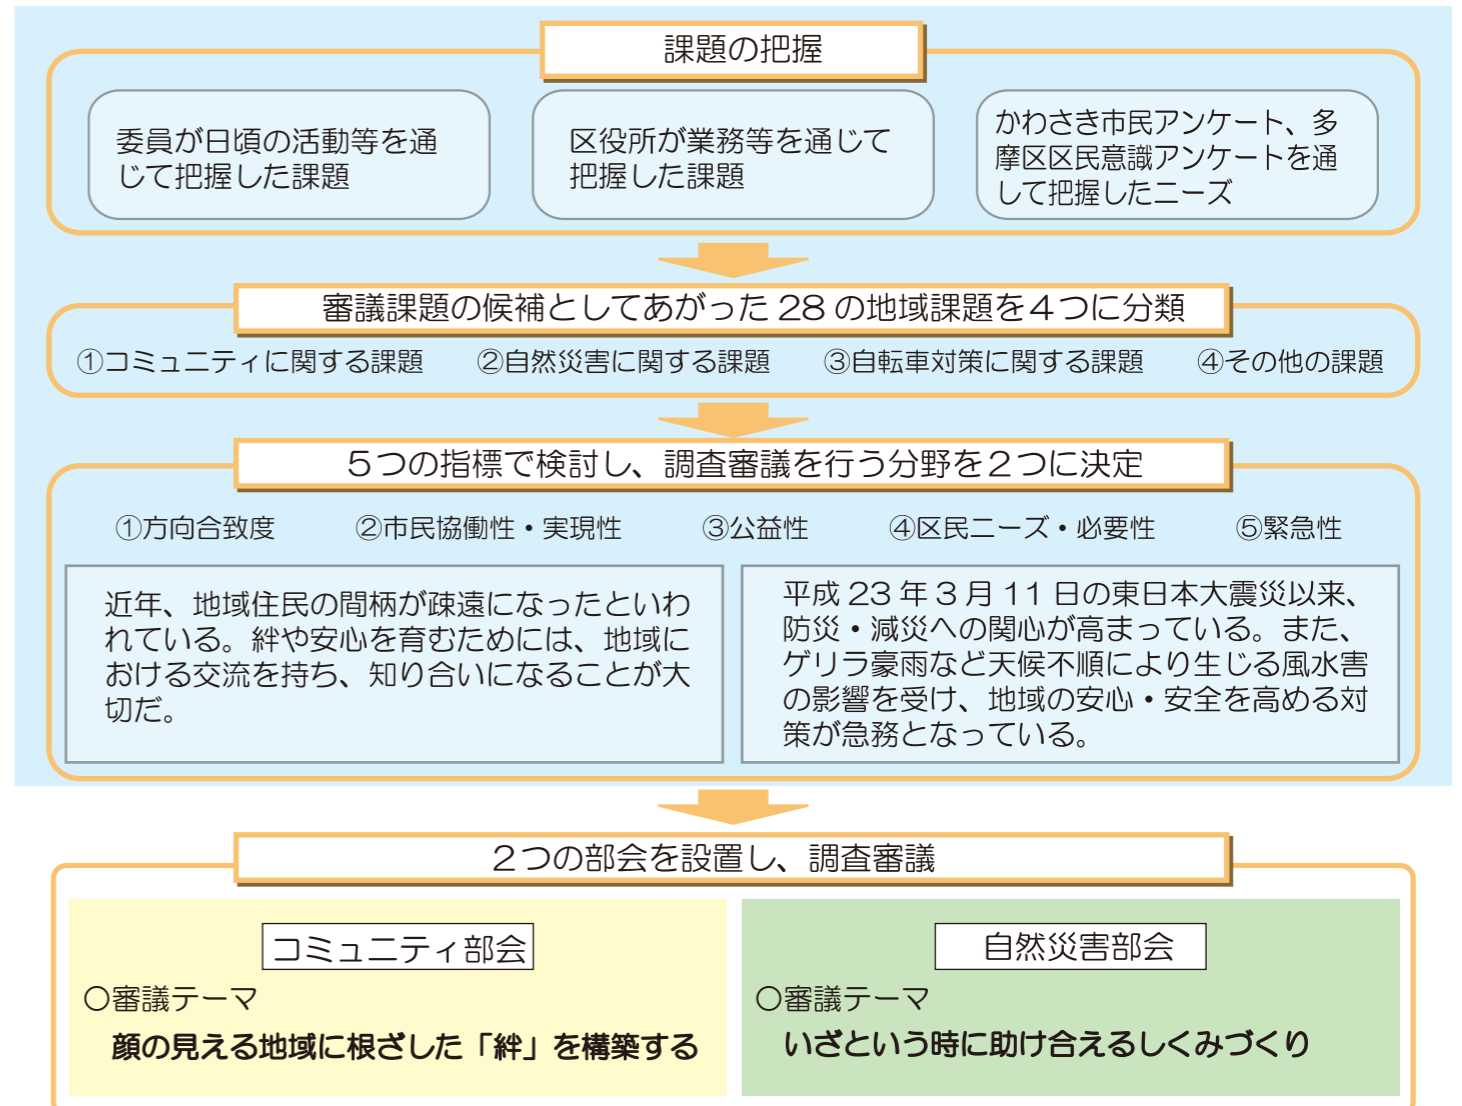 課題の把握
委員が日頃の活動等を通
じて把握した課題
区役所が業務等を通じて
把握した課題
かわさき市民アンケート、多
摩区区民意識アンケートを通
して把握したニーズ
審議課題の候補としてあがった 28 の地域課題を４つに分類
①コミュニティに関する課題 ②自然災害に関する課題 ③自転車対策に関する課題 ④その他の課題
５つの指標で検討し、調査審議を行う分野を２つに決定
①方向合致度 ②市民協働性・実現性 ③公益性 ④区民ニーズ・必要性 ⑤緊急性
近年、地域住民の間柄が疎遠になったといわ
れている。絆や安心を育むためには、地域に
おける交流を持ち、知り合いになることが大
切だ。
平成 23 年 3 月 11 日の東日本大震災以来、
防災・減災への関心が高まっている。また、
ゲリラ豪雨など天候不順により生じる風水害
の影響を受け、地域の安心・安全を高める対
策が急務となっている。
２つの部会を設置し、調査審議
コミュニティ部会
〇審議テーマ
顔の見える地域に根ざした「絆」を構築する
自然災害部会
〇審議テーマ
いざという時に助け合えるしくみづくり